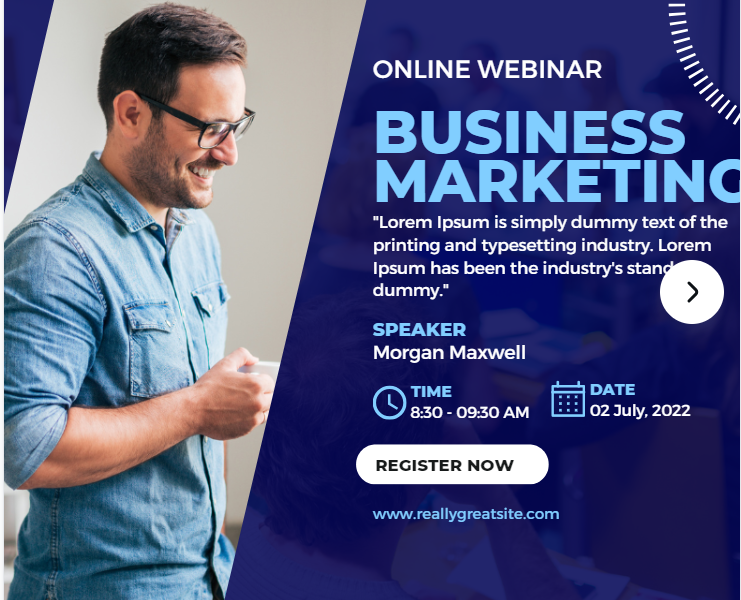 ONLINE WEBINAR
BUSINESS
MARKETING
"Lorem Ipsum is simply dummy text of the
printing and typesetting industry. Lorem
Ipsum has been the industry's stand
dummy."
SPEAKER
Morgan Maxwell
TIME
8:30 - 09:30 AM
DATE
02 July, 2022
REGISTER NOW
www.reallygreatsite.com